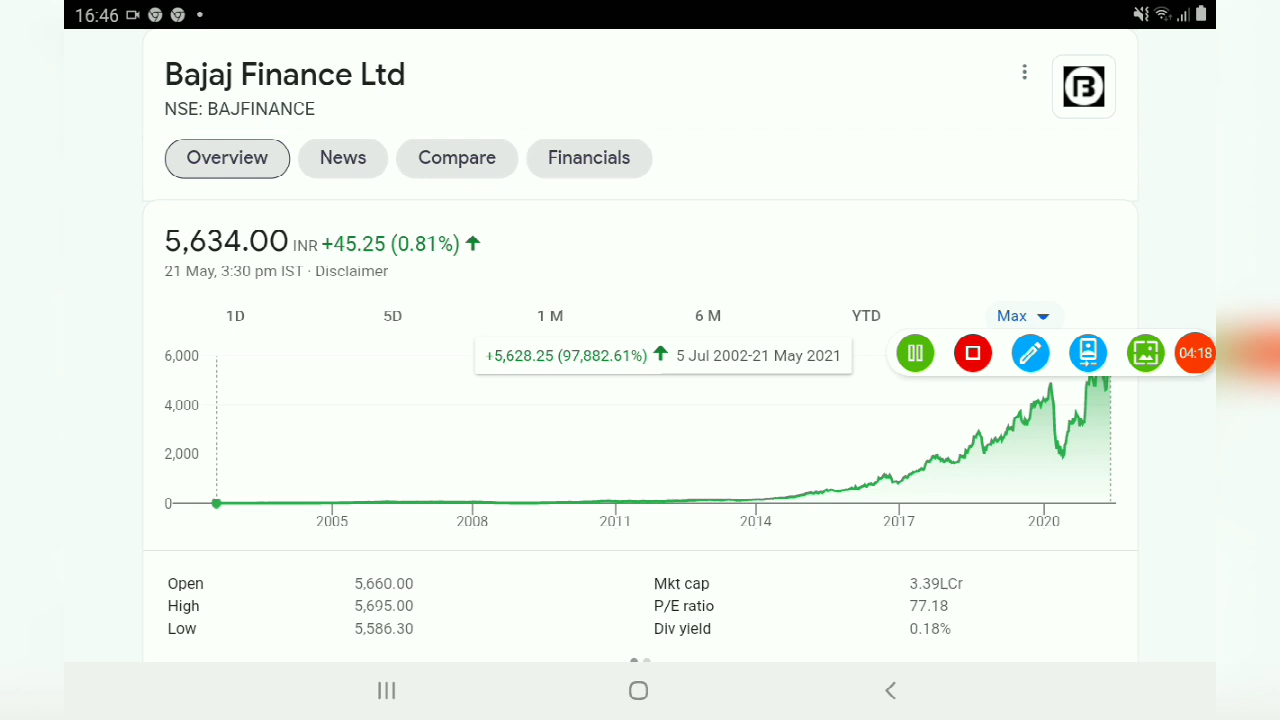 16:46
Bajaj Finance Ltd
NSE: BAJFINANCE
Overview News Compare Financials
5,634.00 INR +45.25 (0.81%)
21 May, 3:30 pm IST · Disclaimer
1D 5D 1 M 6 M YTD Max
+5,628.25 (97,882.61%) 5 Jul 2002-21 May 2021
04:18
6,000
4,000
2,000
0
2005 2008 2011 2014 2017 2020
Open 5,660.00 Mkt cap 3.39LCr
High 5,695.00 P/E ratio 77.18
Low 5,586.30 Div yield 0.18%